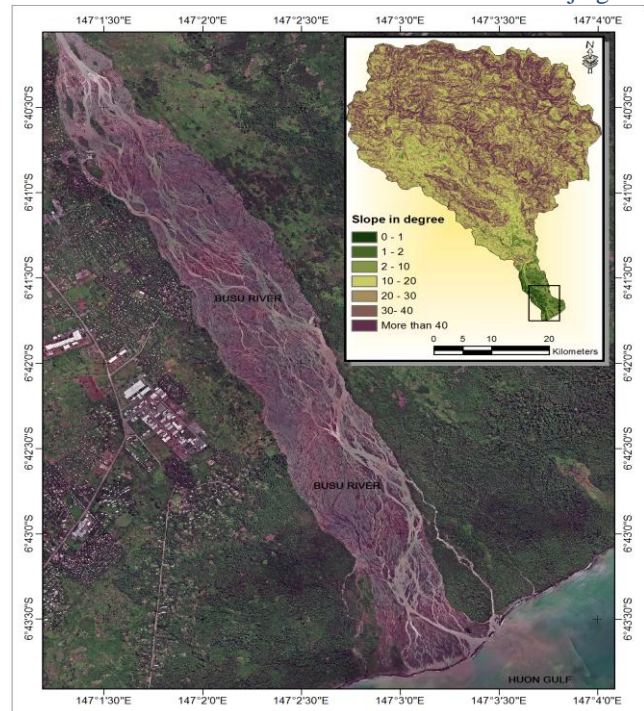 147°1'30"E 147°2'0"E 147°2'30"E 147°3'0"E 147°3'30"E 147°4'0"E
N
6°40'30"S 6°40'30"S
6°41'0"S 6°41'0"S
Slope in degree
0 - 1
1 - 2
2 - 10
10 - 20
20 - 30
30- 40
More than 40
0 10 20
Kilometers
6°41'30"S 6°41'30"S
BUSU RIVER
6°42'0"S 6°42'0"S
6°42'30"S 6°42'30"S
BUSU RIVER
6°43'0"S 6°43'0"S
6°43'30"S 6°43'30"S
HUON GULF
147°1'30"E 147°2'0"E 147°2'30"E 147°3'0"E 147°3'30"E 147°4'0"E